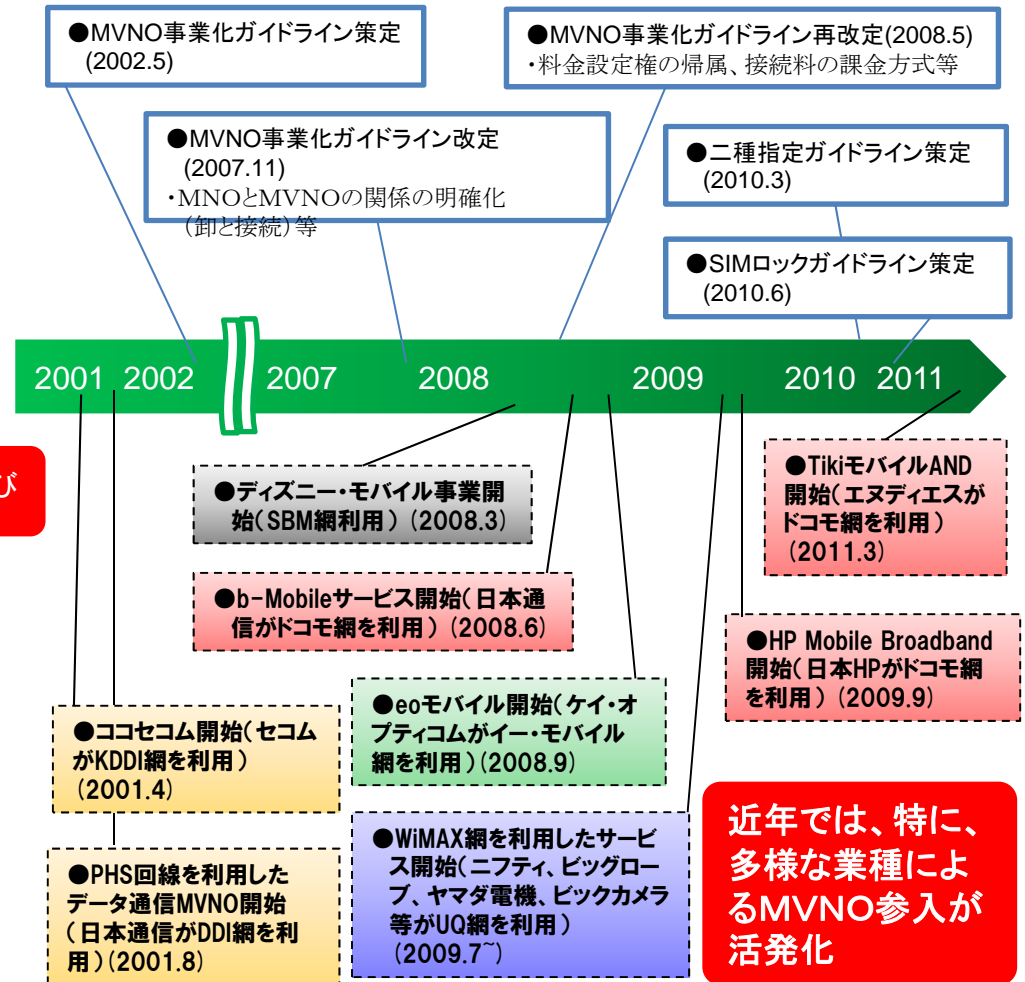 ●MVNO事業化ガイドライン策定
(2002.5)
●MVNO事業化ガイドライン再改定(2008.5)
・料金設定権の帰属、接続料の課金方式等
●MVNO事業化ガイドライン改定
(2007.11)
・MNOとMVNOの関係の明確化
(卸と接続)等
●二種指定ガイドライン策定
(2010.3)
●SIMロックガイドライン策定
(2010.6)
2001 2002 2007 2008 2009 2010 2011
び
●ディズニー・モバイル事業開
始(SBM網利用) (2008.3)
●TikiモバイルAND
開始(エヌディエスが
ドコモ網を利用)
(2011.3)
●b-Mobileサービス開始(日本通
信がドコモ網を利用) (2008.6)
●HP Mobile Broadband
開始(日本HPがドコモ網
を利用) (2009.9)
●ココセコム開始(セコム
がKDDI網を利用)
(2001.4)
●eoモバイル開始(ケイ・オ
プティコムがイー・モバイル
網を利用)(2008.9)
●PHS回線を利用した
データ通信MVNO開始
(日本通信がDDI網を利
用)(2001.8)
●WiMAX網を利用したサービ
ス開始(ニフティ、ビッグロー
ブ、ヤマダ電機、ビックカメラ
等がUQ網を利用)
(2009.7~)
近年では、特に、
多様な業種によ
るMVNO参入が
活発化